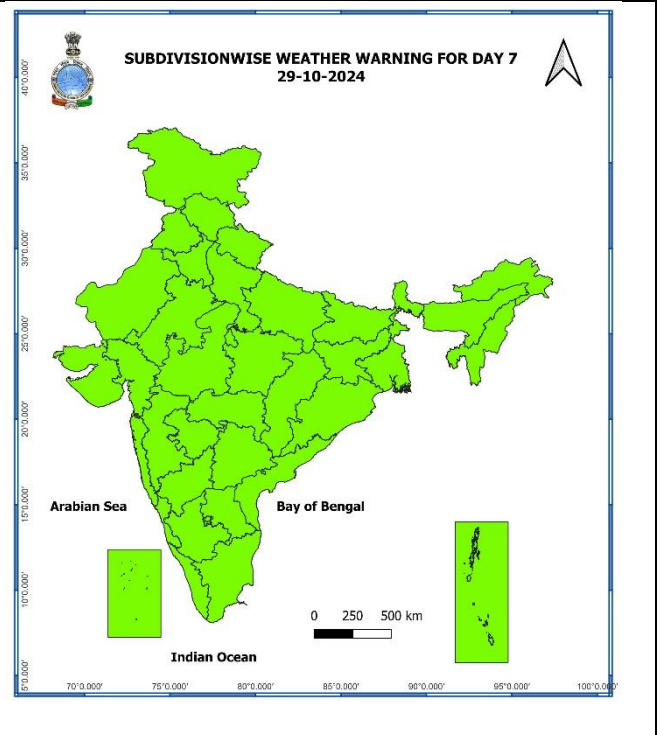 SUBDIVISIONWISE WEATHER WARNING FOR DAY 7
29-10-2024
40°0.000'
35°0.000'
30°0.000'
25°0.000'
20°0.000'
15°0.000'
10°0.000'
5°0.000'
Arabian Sea
Bay of Bengal
0 250 500 km
Indian Ocean
70°0.000' 75°0.000' 80°0.000' 85°0.000' 90°0.000' 95°0.000' 100°0.000'